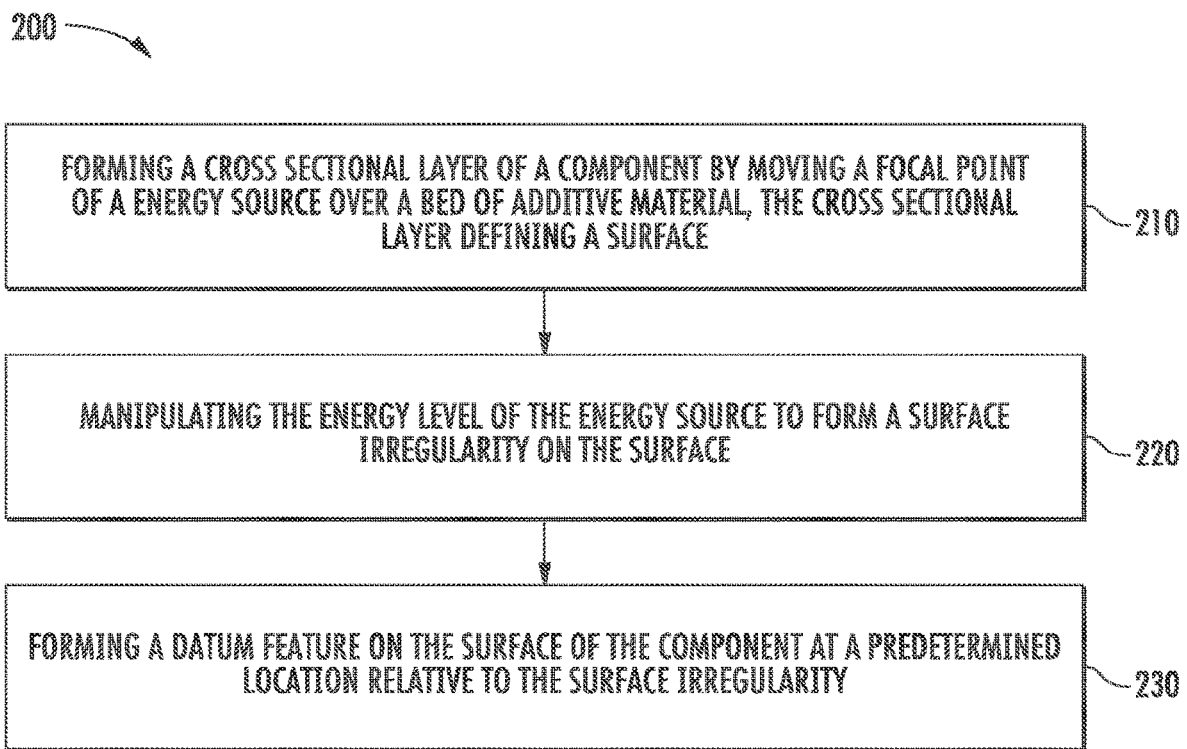 200
FORMING A CROSS SECTIONAL LAYER OF A COMPONENT BY MOVING A FOCAL POINT
OF A ENERGY SOURCE OVER A BED OF ADDITIVE MATERIAL, THE CROSS SECTIONAL
LAYER DEFINING A SURFACE
210
MANIPULATING THE ENERGY LEVEL OF THE ENERGY SOURCE TO FORM A SURFACE
IRREGULARITY ON THE SURFACE
220
FORMING A DATUM FEATURE ON THE SURFACE OF THE COMPONENT AT A PREDETERMINED
LOCATION RELATIVE TO THE SURFACE IRREGULARITY
230